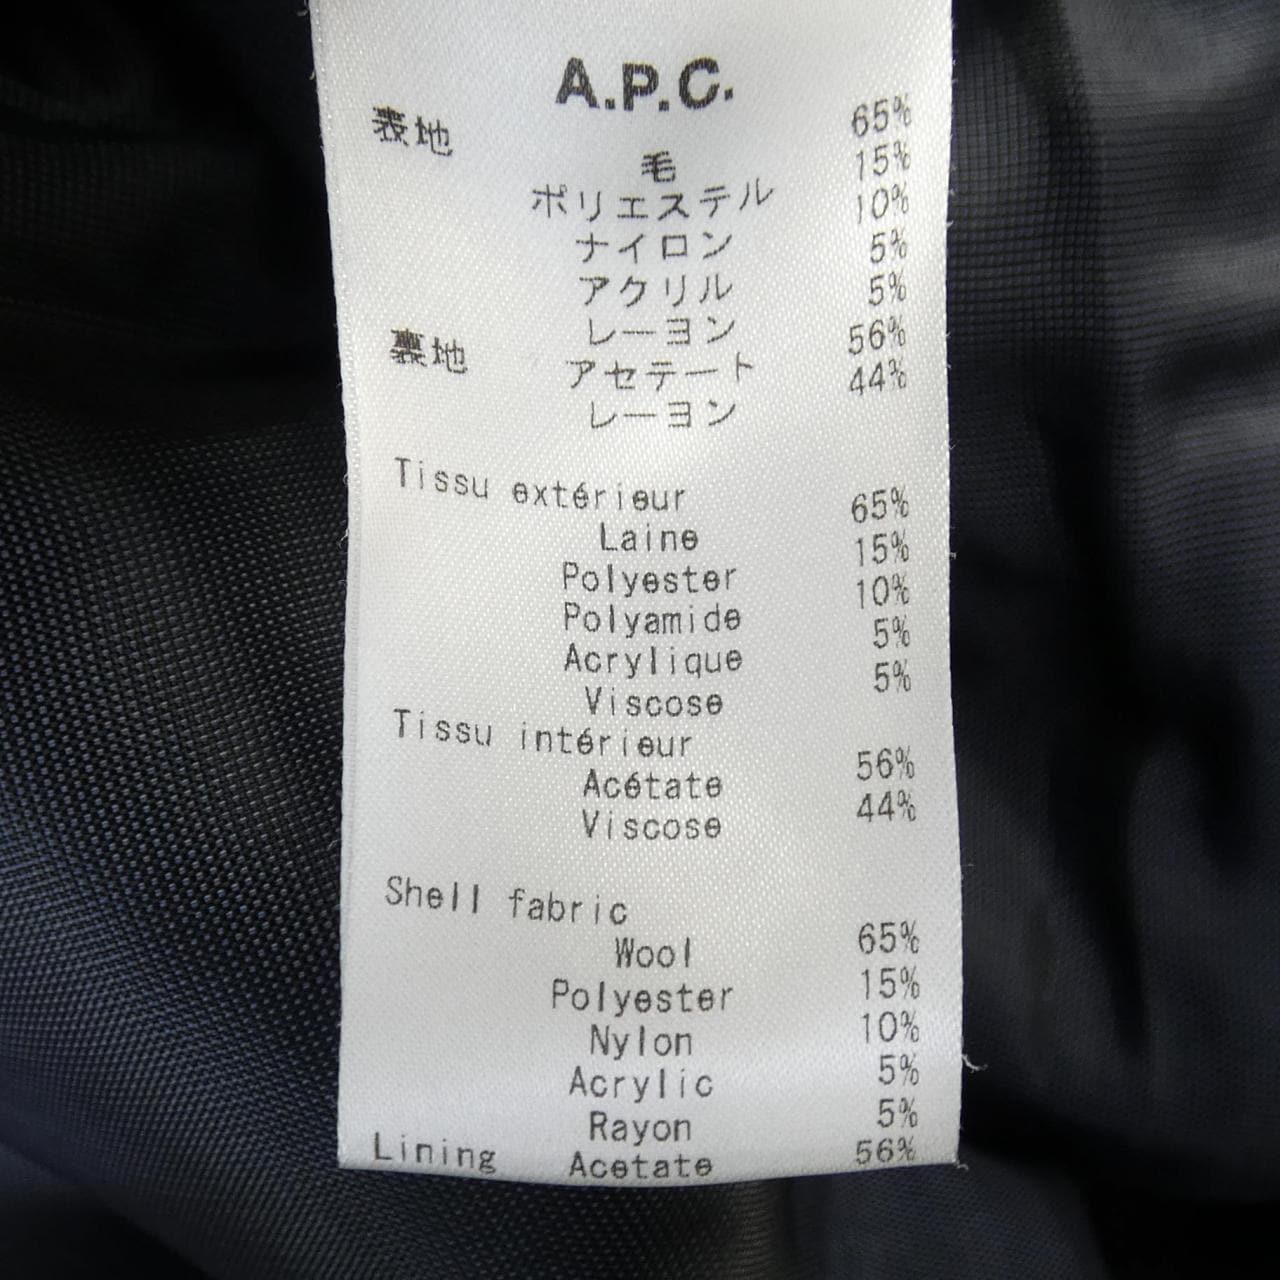 A.P.C.
表地 毛 65%
ポリエステル 15%
ナイロン 10%
アクリル 5%
レーヨン 5%
裏地 アセテート 56%
レーヨン 44%
Tissu extérieur
Laine 65%
Polyester 15%
Polyamide 10%
Acrylique 5%
Viscose 5%
Tissu intérieur
Acétate 56%
Viscose 44%
Shell fabric
Wool 65%
Polyester 15%
Nylon 10%
Acrylic 5%
Rayon 5%
Lining Acetate 56%